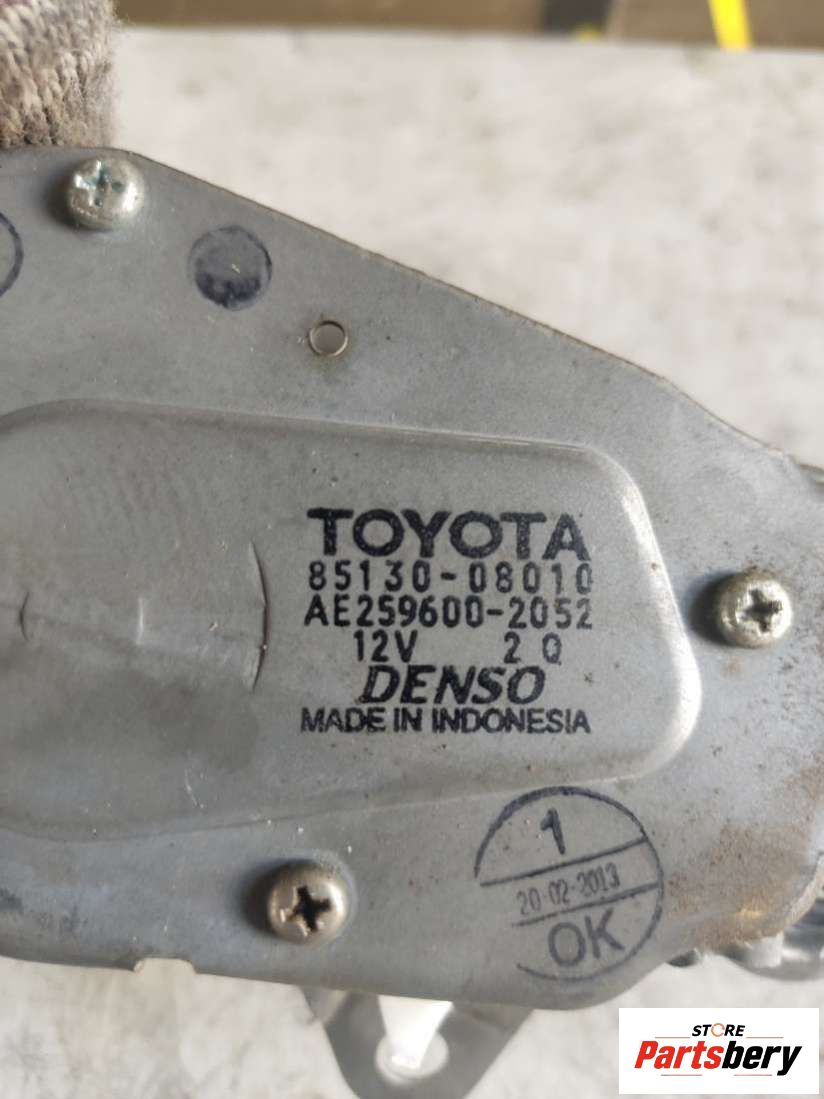 TOYOTA
85130-08010
AE259600-2052
12V 2 Q
DENSO
MADE IN INDONESIA
1
20-02-2013
OK
STORE
Partsbery